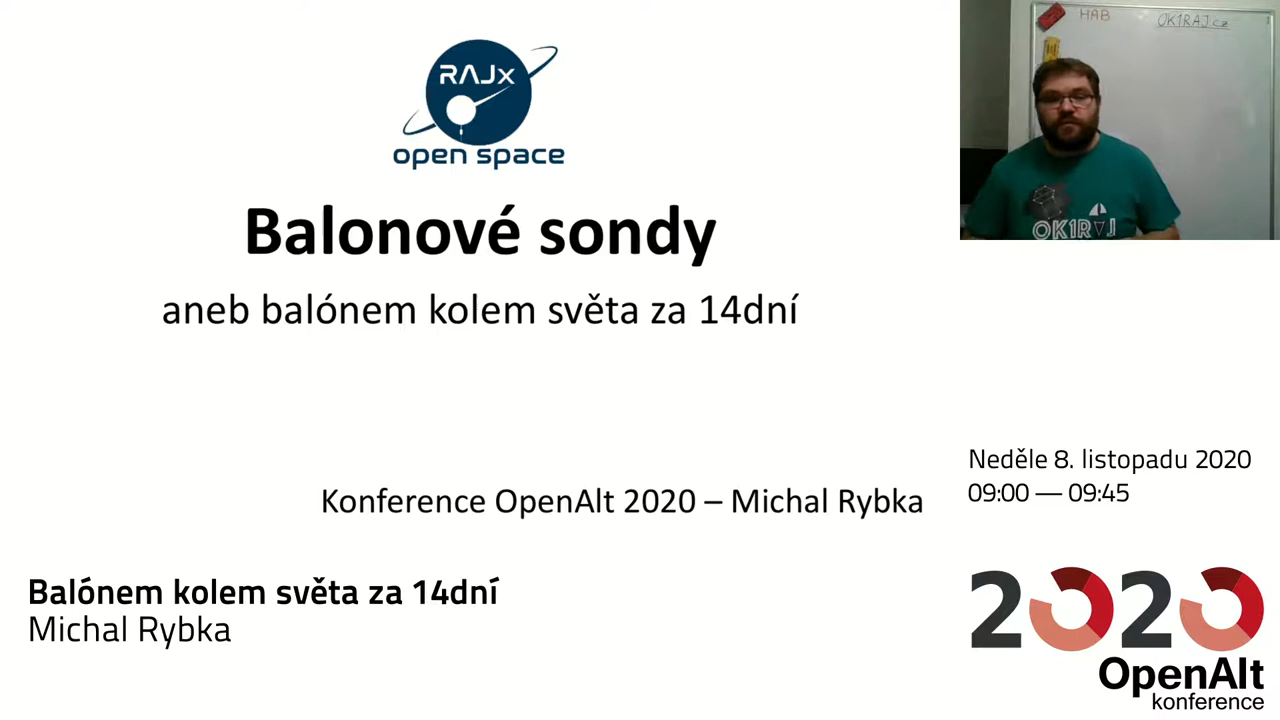 RAJx
open space
Balonové sondy
aneb balónem kolem světa za 14dní
Konference OpenAlt 2020 – Michal Rybka
HAB
OK1RAJ.cz
OK1RAJ
Neděle 8. listopadu 2020
09:00 — 09:45
Balónem kolem světa za 14dní
Michal Rybka
2020
OpenAlt
konference